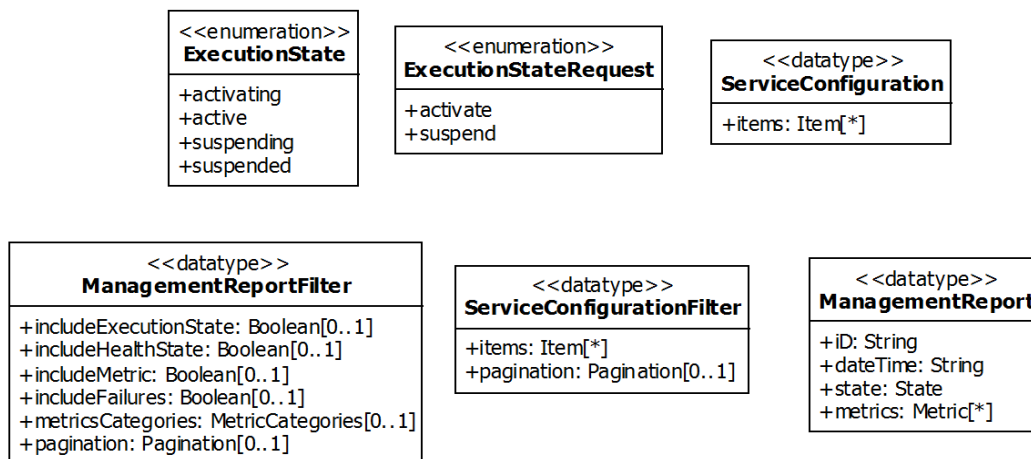 <<enumeration>>
ExecutionState
+activating
+active
+suspending
+suspended
<<enumeration>>
ExecutionStateRequest
+activate
+suspend
<<datatype>>
ServiceConfiguration
+items: Item[*]
<<datatype>>
ManagementReportFilter
+includeExecutionState: Boolean[0..1]
+includeHealthState: Boolean[0..1]
+includeMetric: Boolean[0..1]
+includeFailures: Boolean[0..1]
+metricsCategories: MetricCategories[0..1]
+pagination: Pagination[0..1]
<<datatype>>
ServiceConfigurationFilter
+items: Item[*]
+pagination: Pagination[0..1]
<<datatype>>
ManagementReport
+iD: String
+dateTime: String
+state: State
+metrics: Metric[*]